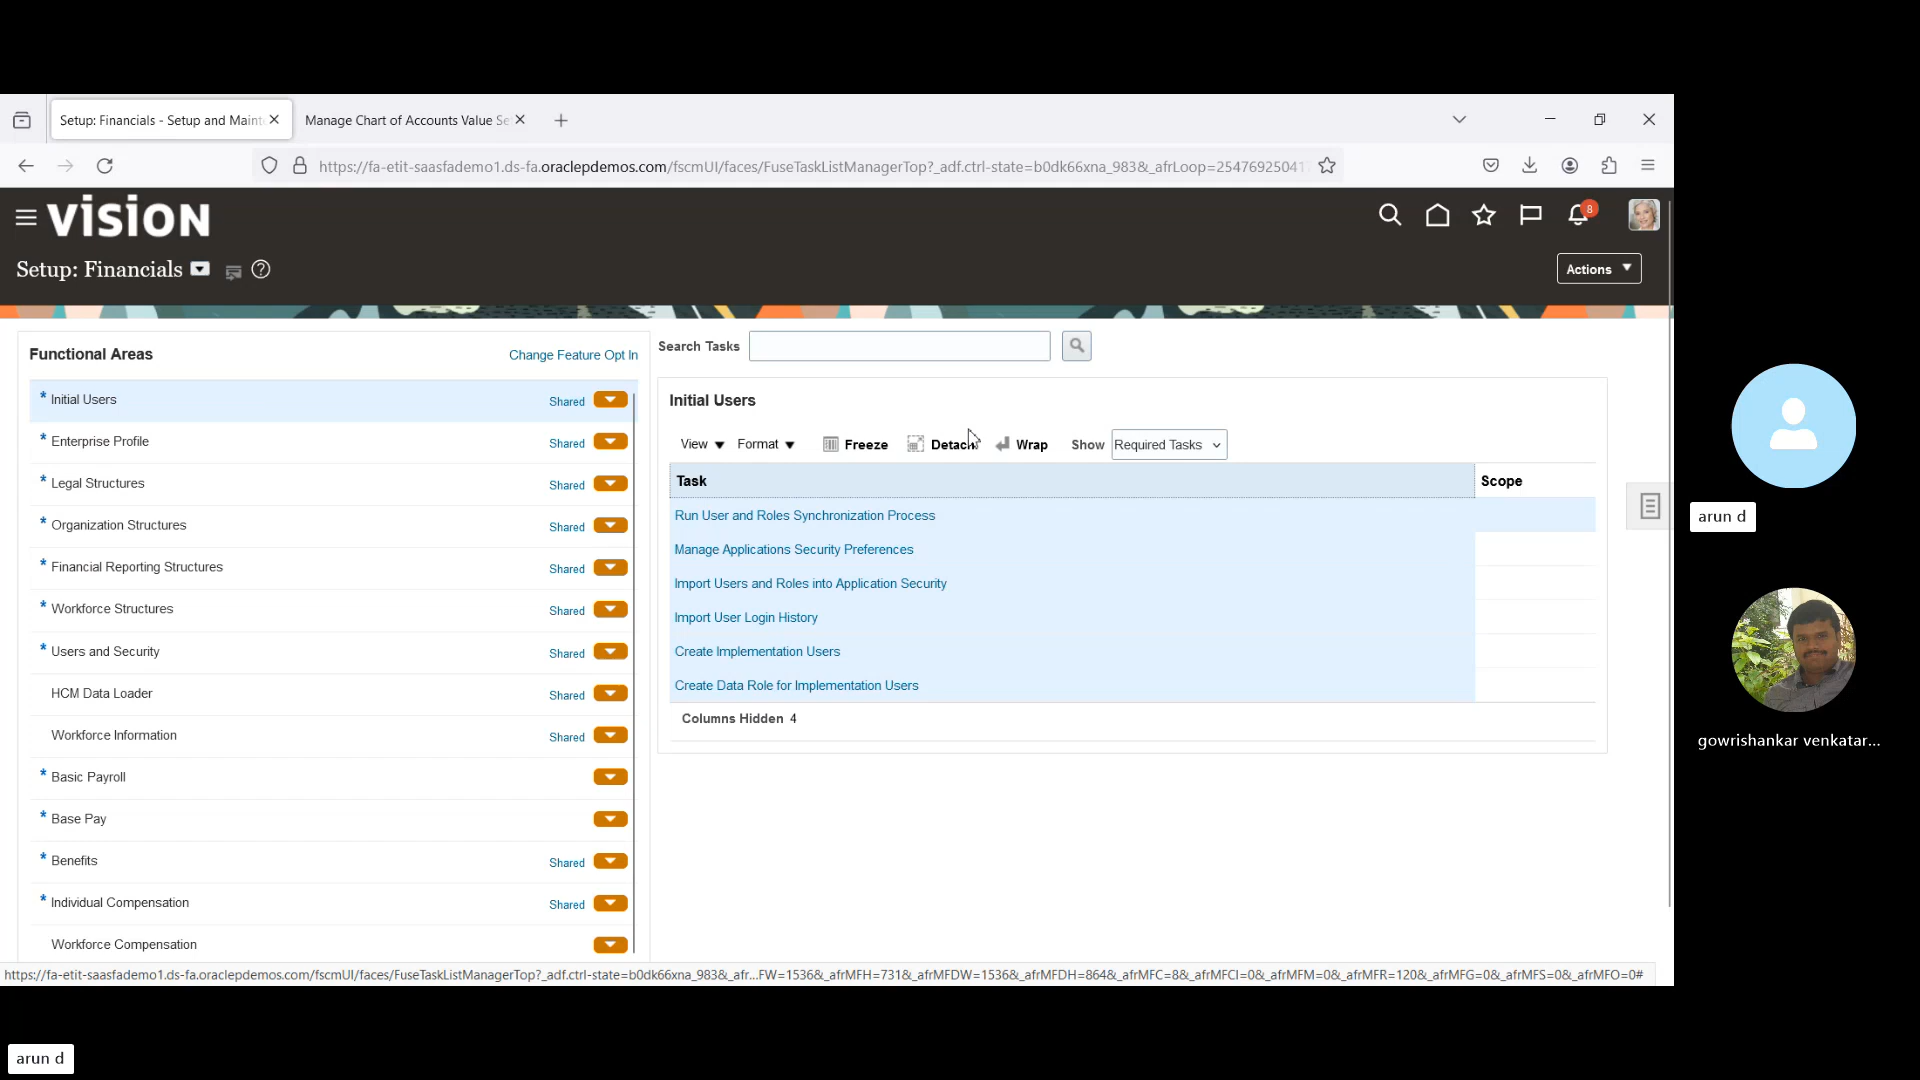 Setup: Financials - Setup and Maint
Manage Chart of Accounts Value Se
https://fa-etit-saasfademo1.ds-fa.oraclepdemos.com/fscmUI/faces/FuseTaskListManagerTop?_adf.ctrl-state=b0dk66xna_983&_afrLoop=2547692504
VISION
8
Setup: Financials
Actions
Functional Areas
Change Feature Opt In
* Initial Users Shared
* Enterprise Profile Shared
* Legal Structures Shared
* Organization Structures Shared
* Financial Reporting Structures Shared
* Workforce Structures Shared
* Users and Security Shared
HCM Data Loader Shared
Workforce Information Shared
* Basic Payroll
* Base Pay
* Benefits Shared
* Individual Compensation Shared
Workforce Compensation
Search Tasks
Initial Users
View Format Freeze Detach Wrap Show Required Tasks
Task Scope
Run User and Roles Synchronization Process
Manage Applications Security Preferences
Import Users and Roles into Application Security
Import User Login History
Create Implementation Users
Create Data Role for Implementation Users
Columns Hidden 4
https://fa-etit-saasfademo1.ds-fa.oraclepdemos.com/fscmUI/faces/FuseTaskListManagerTop?_adf.ctrl-state=b0dk66xna_983&_afr...FW=1536&_afrMFH=731&_afrMFDW=1536&_afrMFDH=864&_afrMFC=8&_afrMFCI=0&_afrMFM=0&_afrMFR=120&_afrMFG=0&_afrMFS=0&_afrMFO=0#
arun d
gowrishankar venkatar...
arun d